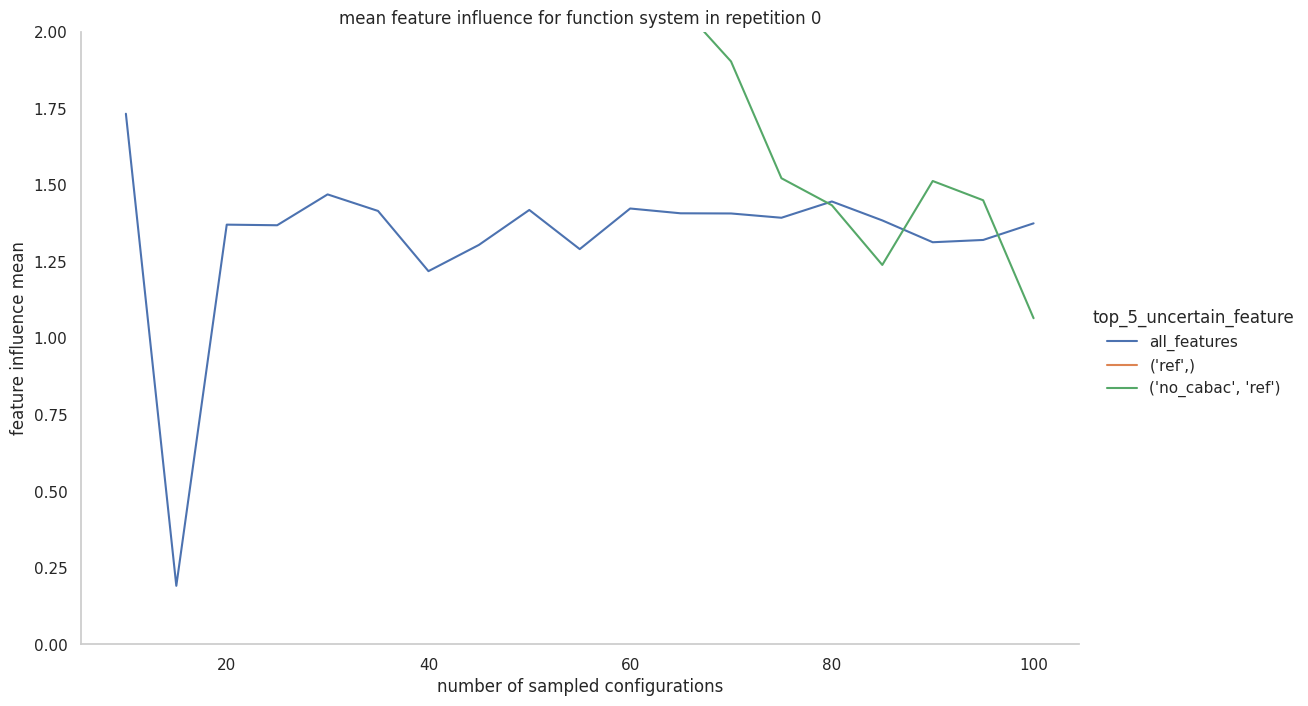 mean feature influence for function system in repetition 0
2.00
1.75
1.50
1.25
1.00
0.75
0.50
0.25
0.00
feature influence mean
20 40 60 80 100
number of sampled configurations
top_5_uncertain_feature
all_features
('ref',)
('no_cabac', 'ref')